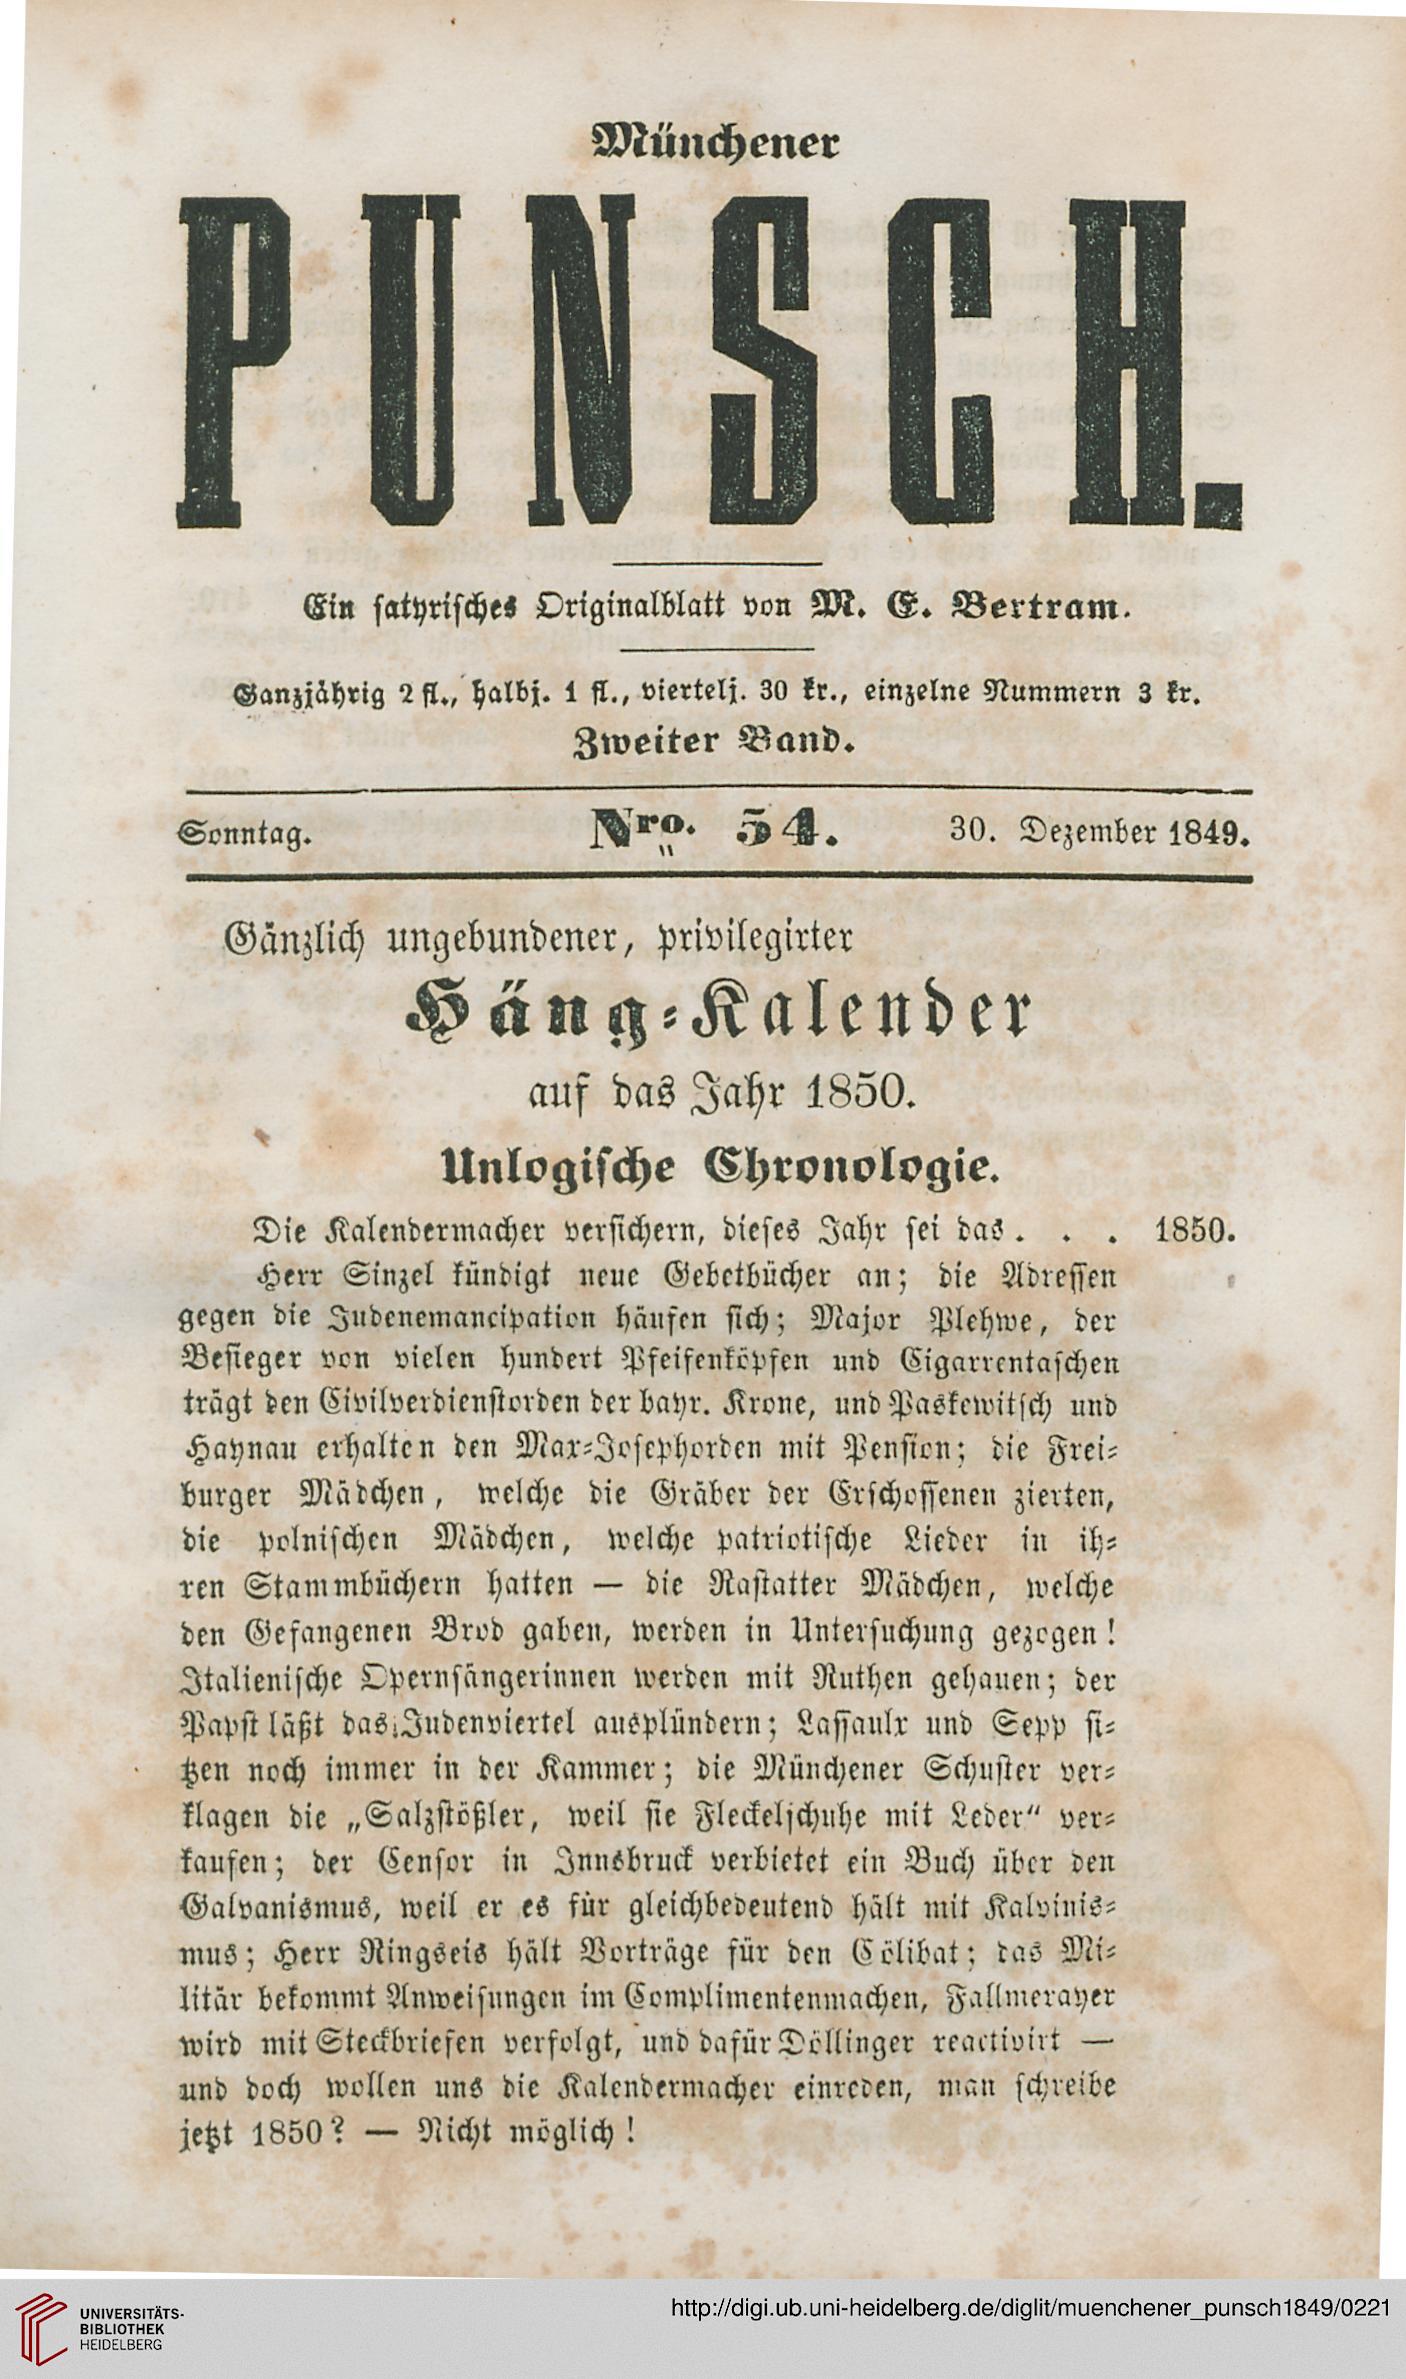 Münchener
PUNSCH.
Ein satyrisches Originalblatt von M. E. Bertram.
Ganzjährig 2 fl., halbj. 1 fl., viertelj. 30 kr., einzelne Nummern 3 kr.
Zweiter Band.
Sonntag. Nro. 54. 30. Dezember 1849.
Gänzlich ungebundener, privilegirter
Häng-Kalender
auf das Jahr 1850.
Unlogische Chronologie.
Die Kalendermacher versichern, dieses Jahr sei das . . . 1850.
Herr Sinzel kündigt neue Gebetbücher an; die Adressen
gegen die Judenemancipation häufen sich; Major Plehwe, der
Besieger von vielen hundert Pfeifenköpfen und Cigarrentaschen
trägt den Civilverdienstorden der bayr. Krone, und Paskewitsch und
Haynau erhalten den Max-Josephorden mit Pension; die Frei-
burger Mädchen, welche die Gräber der Erschossenen zierten,
die polnischen Mädchen, welche patriotische Lieder in ih-
ren Stammbüchern hatten — die Rastatter Mädchen, welche
den Gefangenen Brod gaben, werden in Untersuchung gezogen!
Italienische Opernsängerinnen werden mit Ruthen gehauen; der
Papst läßt das Judenviertel ausplündern; Lassaulx und Sepp si-
tzen noch immer in der Kammer; die Münchener Schuster ver-
klagen die „Salzstößler, weil sie Fleckelschuhe mit Leder" ver-
kaufen; der Censor in Innsbruck verbietet ein Buch über den
Galvanismus, weil er es für gleichbedeutend hält mit Kalvinis-
mus; Herr Ringseis hält Vorträge für den Cölibat; das Mi-
litär bekommt Anweisungen im Complimentenmachen, Fallmerayer
wird mit Steckbriefen verfolgt, und dafür Döllinger reactivirt —
und doch wollen uns die Kalendermacher einreden, man schreibe
jetzt 1850? — Nicht möglich!
UNIVERSITÄTS-
BIBLIOTHEK
HEIDELBERG
http://digi.ub.uni-heidelberg.de/diglit/muenchener_punsch1849/0221